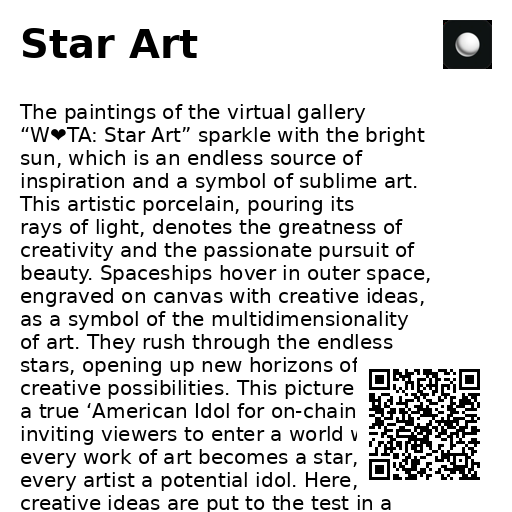 Star Art
The paintings of the virtual gallery
“W❤TA: Star Art” sparkle with the bright
sun, which is an endless source of
inspiration and a symbol of sublime art.
This artistic porcelain, pouring its
rays of light, denotes the greatness of
creativity and the passionate pursuit of
beauty. Spaceships hover in outer space,
engraved on canvas with creative ideas,
as a symbol of the multidimensionality
of art. They rush through the endless
stars, opening up new horizons of
creative possibilities. This picture
a true ‘American Idol for on-chain
inviting viewers to enter a world
every work of art becomes a star,
every artist a potential idol. Here,
creative ideas are put to the test in a